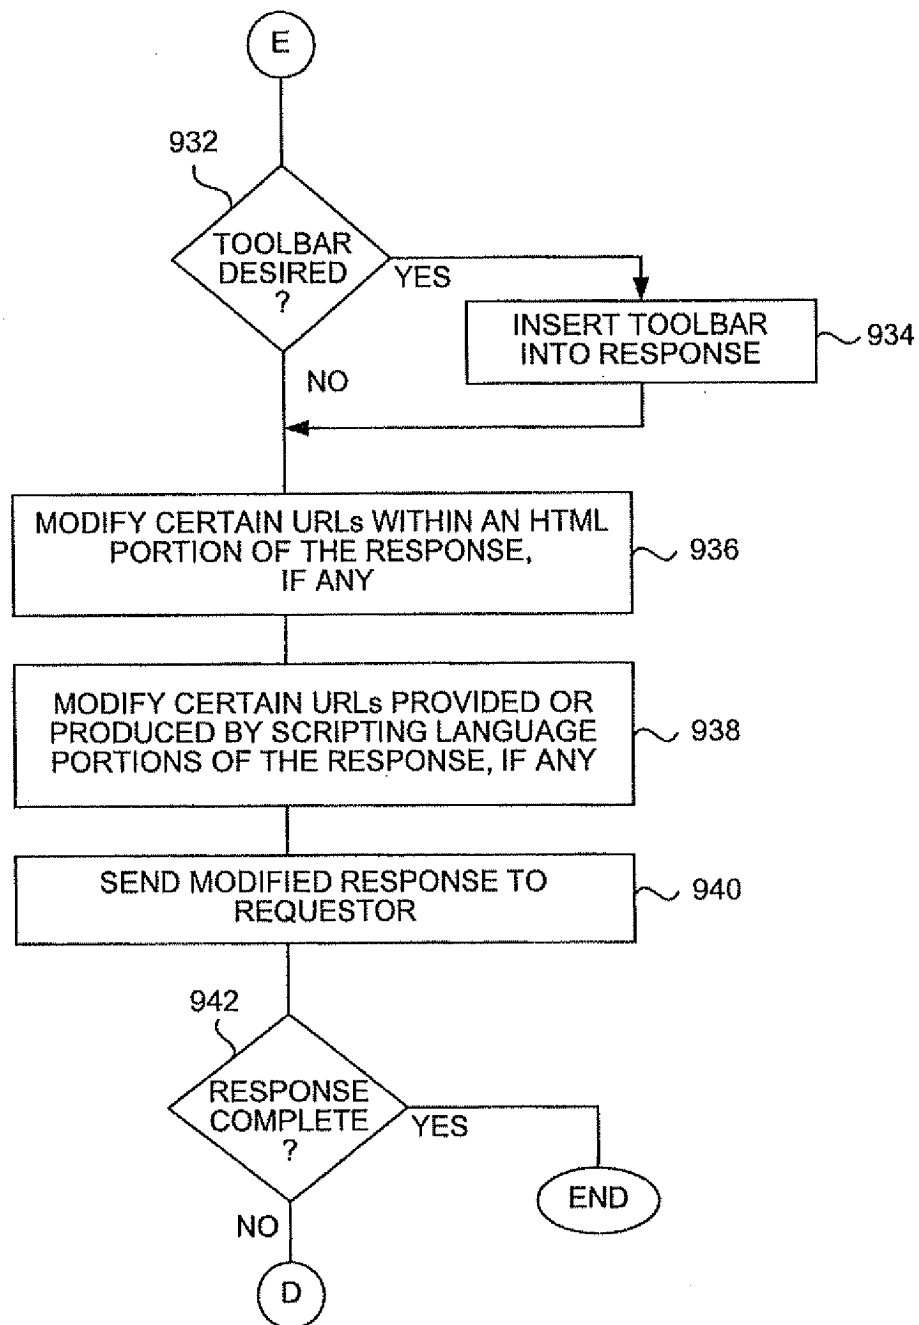 E
932
TOOLBAR
DESIRED
?
YES
INSERT TOOLBAR
INTO RESPONSE
934
NO
MODIFY CERTAIN URLs WITHIN AN HTML
PORTION OF THE RESPONSE,
IF ANY
936
MODIFY CERTAIN URLs PROVIDED OR
PRODUCED BY SCRIPTING LANGUAGE
PORTIONS OF THE RESPONSE, IF ANY
938
SEND MODIFIED RESPONSE TO
REQUESTOR
940
942
RESPONSE
COMPLETE
?
YES
END
NO
D